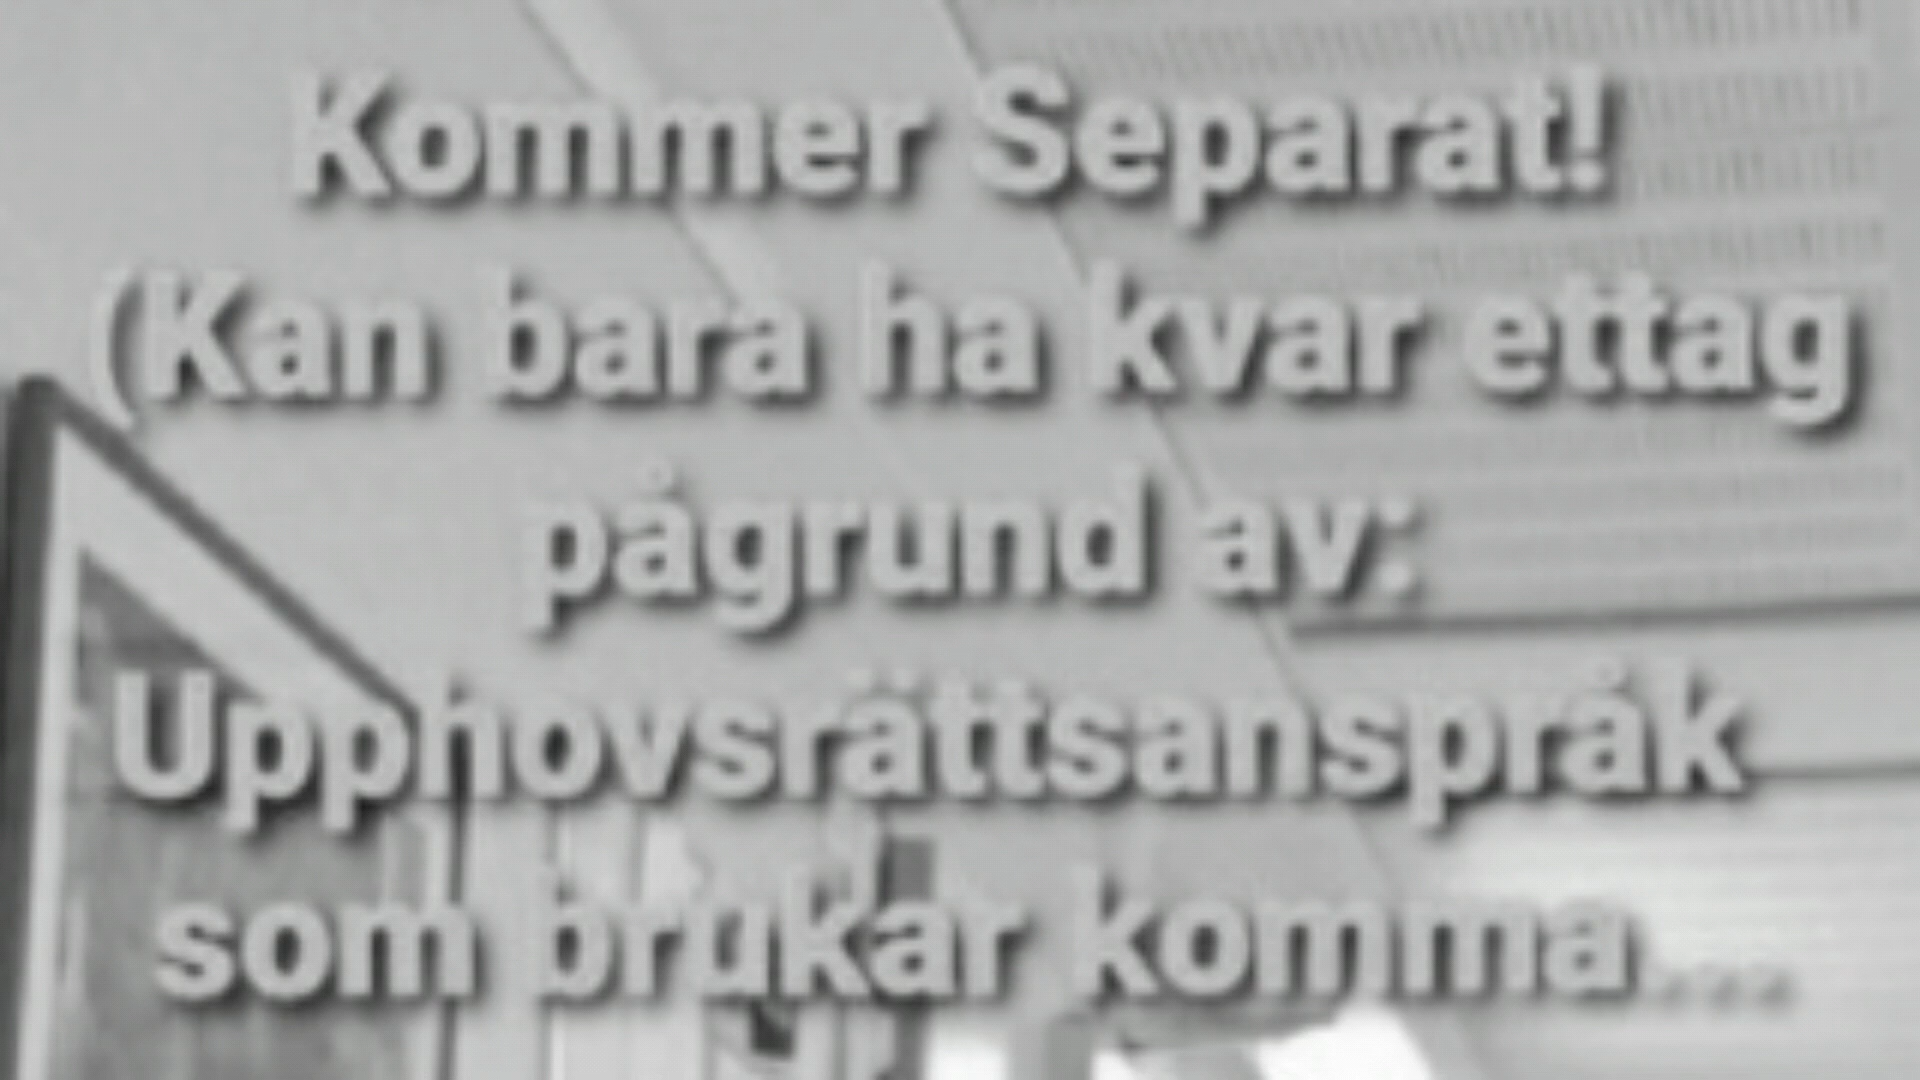 Kommer Separat!
(Kan bara ha kvar ettag
pågrund av:
Upphovsrättsanspråk
som brukar komma...